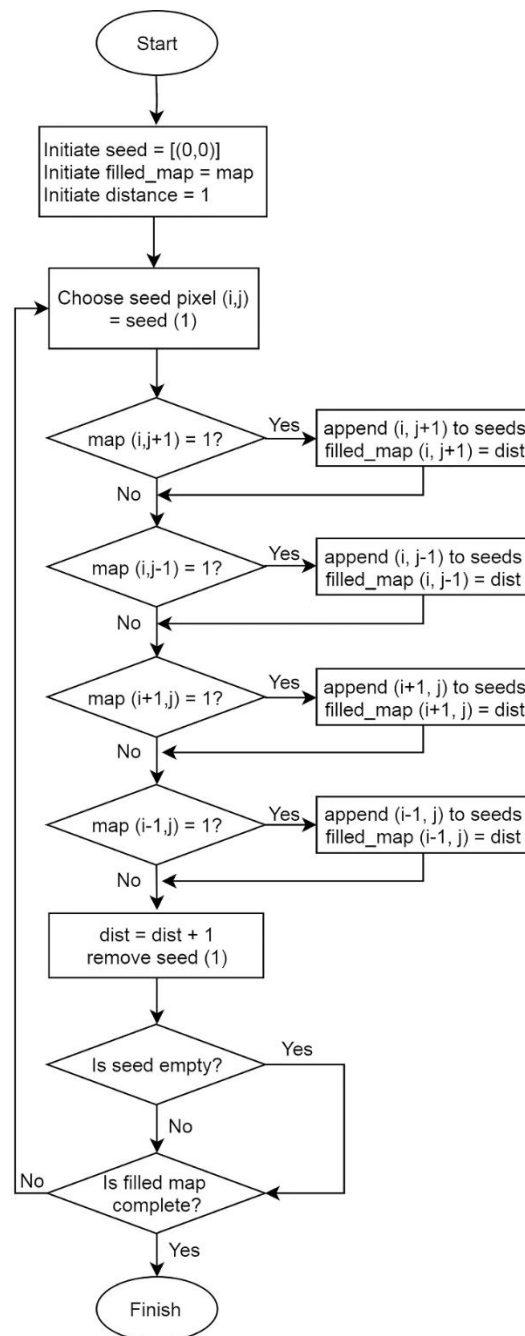 Start
Initiate seed = [(0,0)]
Initiate filled_map = map
Initiate distance = 1
Choose seed pixel (i,j)
= seed (1)
map (i,j+1) = 1?
Yes
append (i, j+1) to seeds
filled_map (i, j+1) = dist
No
map (i,j-1) = 1?
Yes
append (i, j-1) to seeds
filled_map (i, j-1) = dist
No
map (i+1,j) = 1?
Yes
append (i+1, j) to seeds
filled_map (i+1, j) = dist
No
map (i-1,j) = 1?
Yes
append (i-1, j) to seeds
filled_map (i-1, j) = dist
No
dist = dist + 1
remove seed (1)
Is seed empty?
Yes
No
Is filled map
complete?
No
Yes
Finish